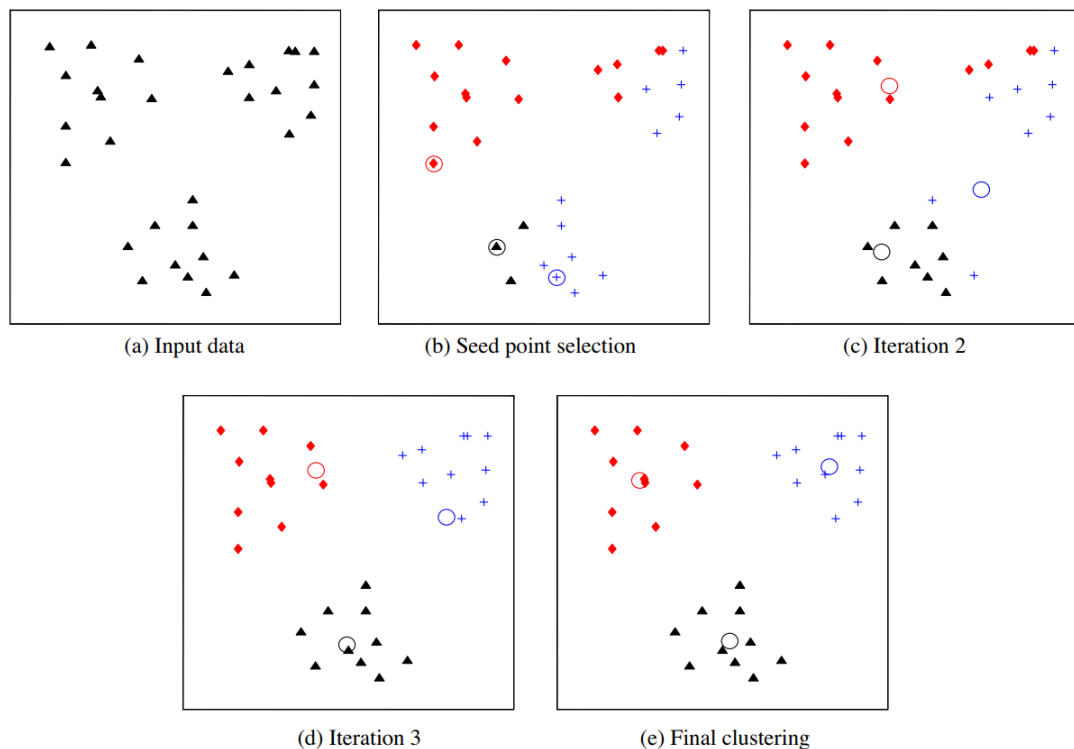 (a) Input data
(b) Seed point selection
(c) Iteration 2
(d) Iteration 3
(e) Final clustering